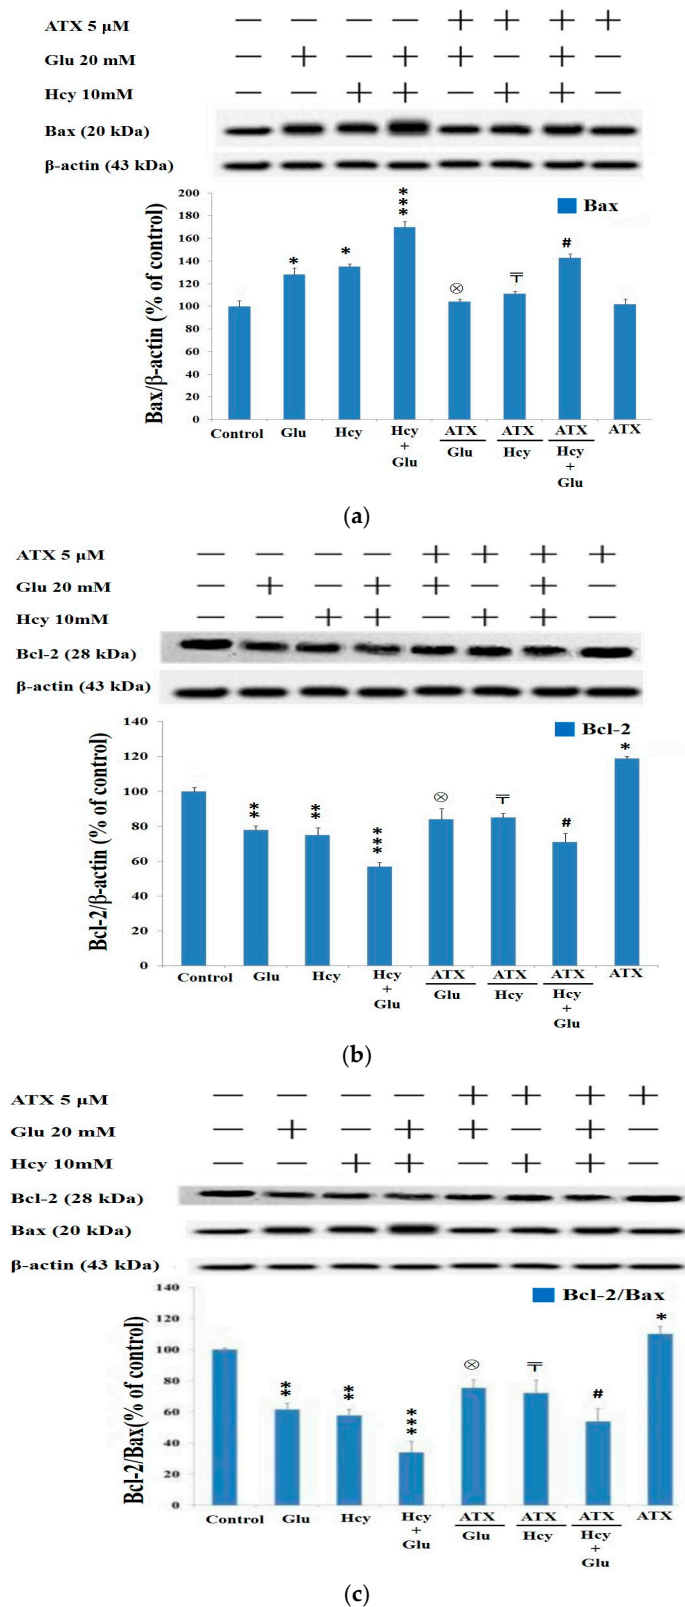 ATX 5 μM — — — — + + + +
Glu 20 mM — + — + + — + —
Hcy 10mM — — + + — + + —
Bax (20 kDa)
β-actin (43 kDa)
Bax
Bax/β-actin (% of control)
200
180
160
140
120
100
80
60
40
20
0
* * *** ⊗ ╤ #
Control Glu Hcy Hcy + Glu ATX Glu ATX Hcy ATX Hcy + Glu ATX
(a)
ATX 5 μM — — — — + + + +
Glu 20 mM — + — + + — + —
Hcy 10mM — — + + — + + —
Bcl-2 (28 kDa)
β-actin (43 kDa)
Bcl-2
Bcl-2/β-actin (% of control)
140
120
100
80
60
40
20
0
** ** *** ⊗ ╤ # *
Control Glu Hcy Hcy + Glu ATX Glu ATX Hcy ATX Hcy + Glu ATX
(b)
ATX 5 μM — — — — + + + +
Glu 20 mM — + — + + — + —
Hcy 10mM — — + + — + + —
Bcl-2 (28 kDa)
Bax (20 kDa)
β-actin (43 kDa)
Bcl-2/Bax
Bcl-2/Bax(% of control)
140
120
100
80
60
40
20
0
** ** *** ⊗ ╤ # *
Control Glu Hcy Hcy + Glu ATX Glu ATX Hcy ATX Hcy + Glu ATX
(c)